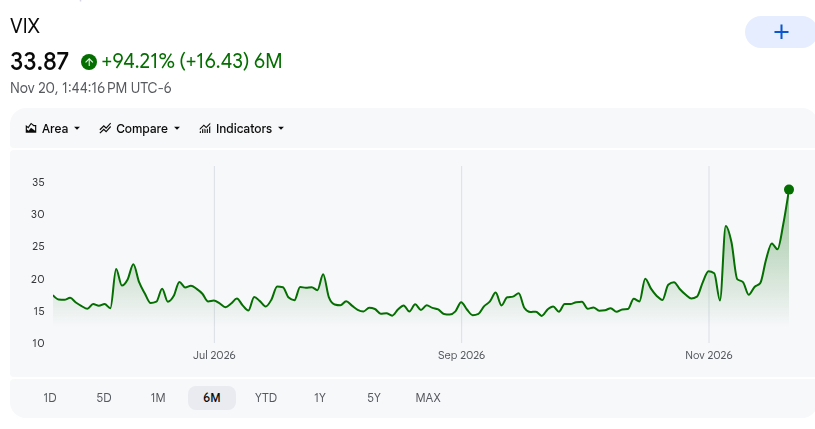 VIX
33.87 +94.21% (+16.43) 6M
Nov 20, 1:44:16 PM UTC-6
Area Compare Indicators
35
30
25
20
15
10
Jul 2026 Sep 2026 Nov 2026
1D 5D 1M 6M YTD 1Y 5Y MAX